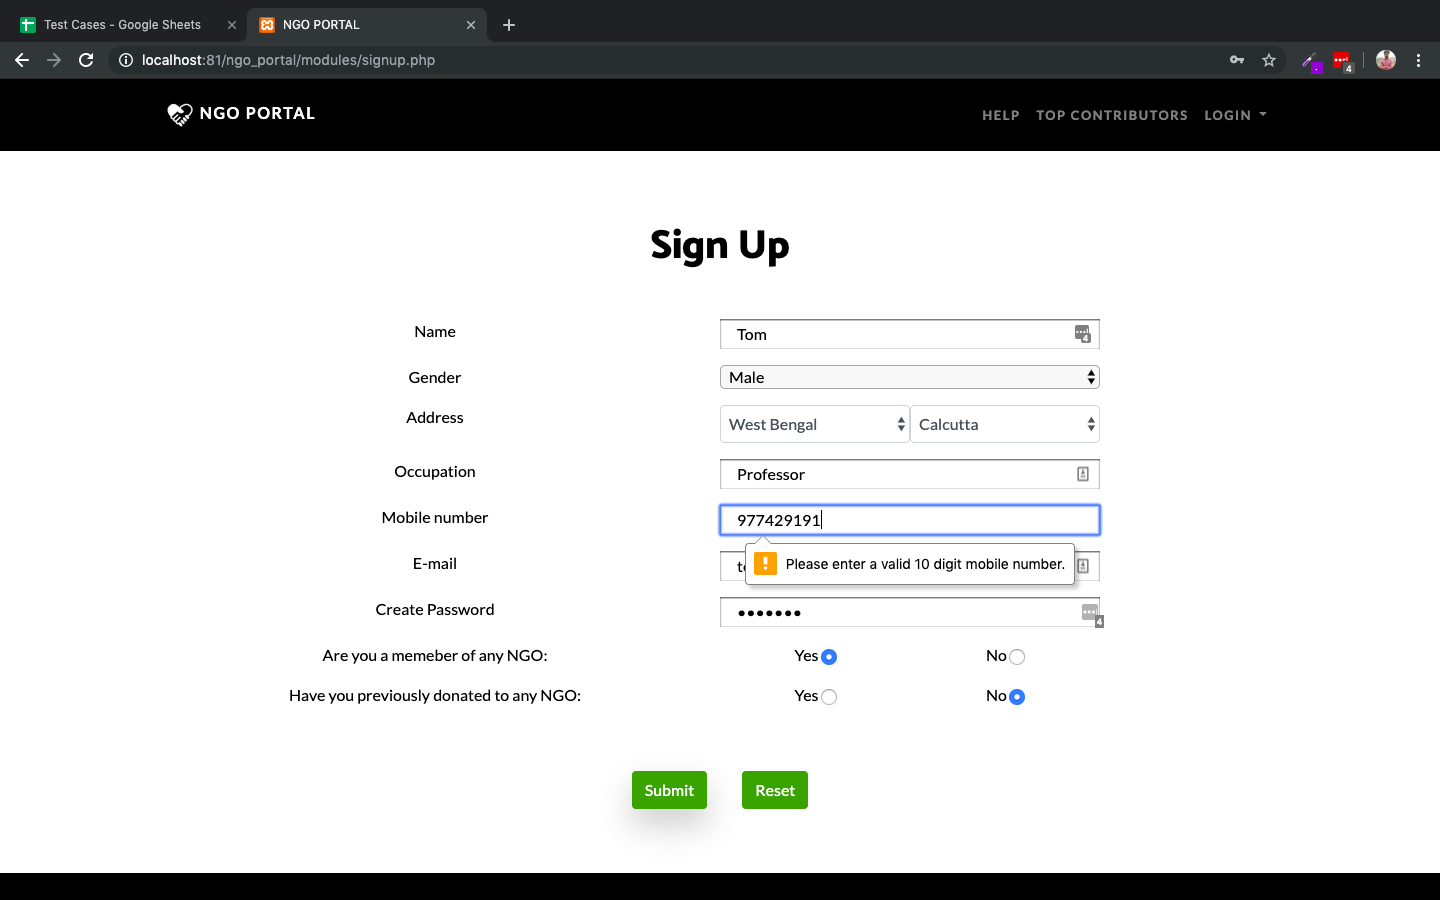 Test Cases - Google Sheets
NGO PORTAL
localhost:81/ngo_portal/modules/signup.php
4
NGO PORTAL
HELP TOP CONTRIBUTORS LOGIN
Sign Up
Name Tom
4
Gender Male
Address West Bengal Calcutta
Occupation Professor
Mobile number 977429191
Please enter a valid 10 digit mobile number.
E-mail
Create Password
4
Are you a memeber of any NGO: Yes No
Have you previously donated to any NGO: Yes No
Submit Reset